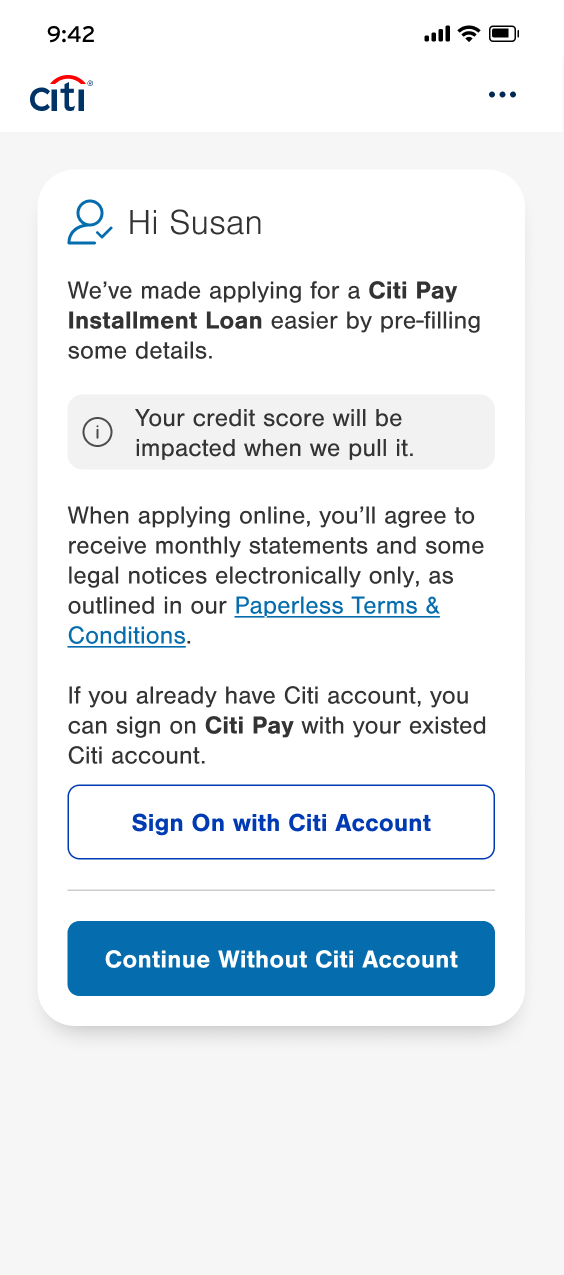 9:42
citi®
Hi Susan
We’ve made applying for a Citi Pay
Installment Loan easier by pre-filling
some details.
Your credit score will be
impacted when we pull it.
When applying online, you’ll agree to
receive monthly statements and some
legal notices electronically only, as
outlined in our Paperless Terms &
Conditions.
If you already have Citi account, you
can sign on Citi Pay with your existed
Citi account.
Sign On with Citi Account
Continue Without Citi Account